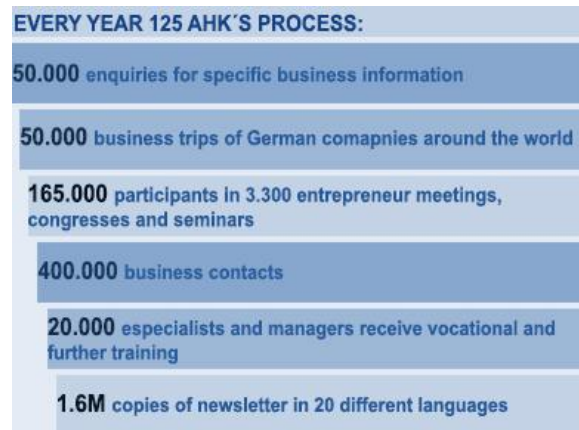 EVERY YEAR 125 AHK´S PROCESS:
50.000 enquiries for specific business information
50.000 business trips of German comapnies around the world
165.000 participants in 3.300 entrepreneur meetings,
congresses and seminars
400.000 business contacts
20.000 especialists and managers receive vocational and
further training
1.6M copies of newsletter in 20 different languages